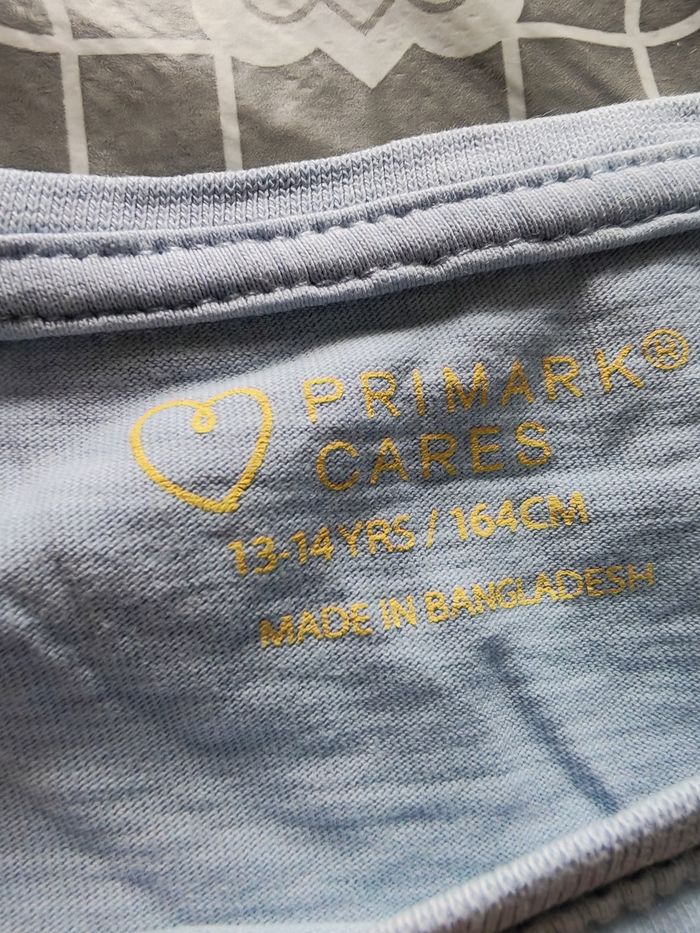 PRIMARK®
CARES
13-14YRS / 164CM
MADE IN BANGLADESH